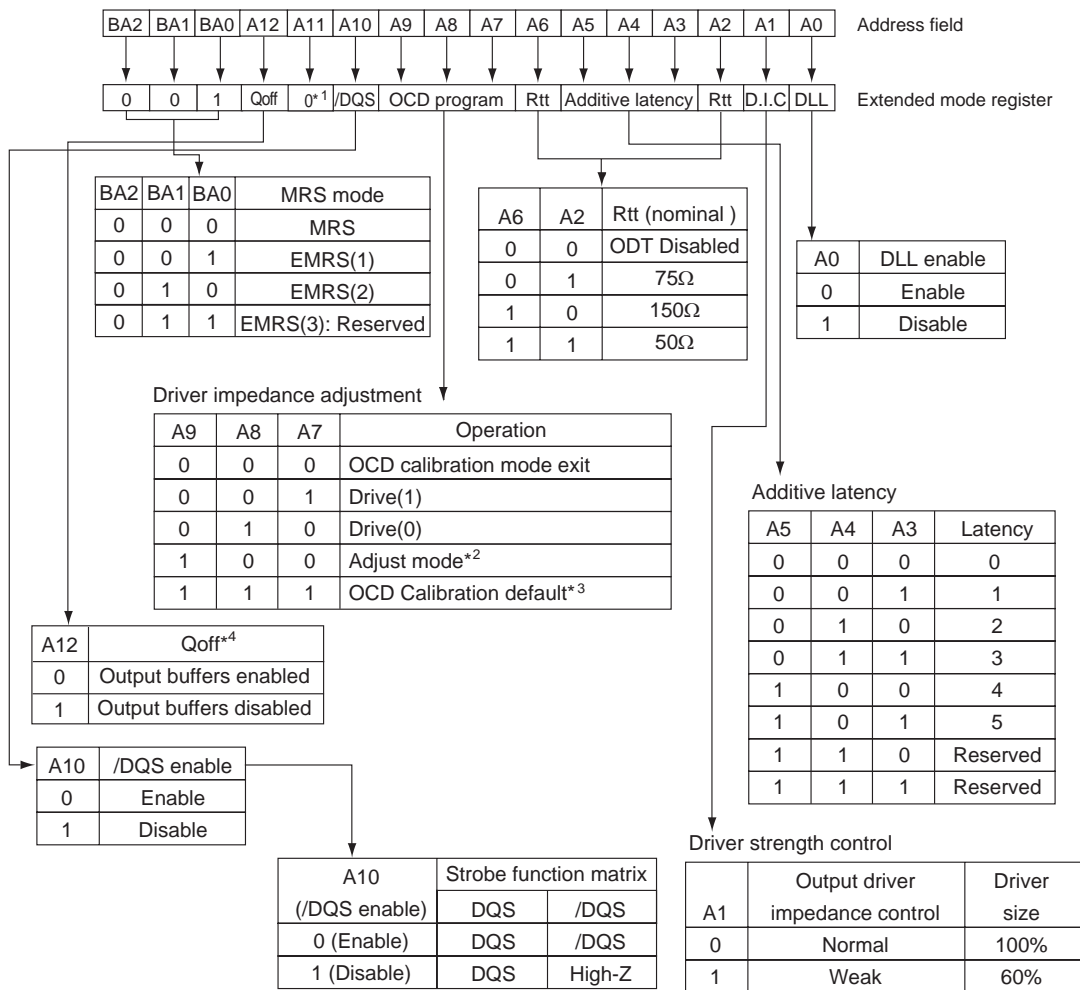 BA2 BA1 BA0 A12 A11 A10 A9 A8 A7 A6 A5 A4 A3 A2 A1 A0 Address field
0 0 1 Qoff 0*1 /DQS OCD program Rtt Additive latency Rtt D.I.C DLL Extended mode register
BA2 BA1 BA0 MRS mode
0 0 0 MRS
0 0 1 EMRS(1)
0 1 0 EMRS(2)
0 1 1 EMRS(3): Reserved
A6 A2 Rtt (nominal )
0 0 ODT Disabled
0 1 75Ω
1 0 150Ω
1 1 50Ω
A0 DLL enable
0 Enable
1 Disable
Driver impedance adjustment
A9 A8 A7 Operation
0 0 0 OCD calibration mode exit
0 0 1 Drive(1)
0 1 0 Drive(0)
1 0 0 Adjust mode*2
1 1 1 OCD Calibration default*3
Additive latency
A5 A4 A3 Latency
0 0 0 0
0 0 1 1
0 1 0 2
0 1 1 3
1 0 0 4
1 0 1 5
1 1 0 Reserved
1 1 1 Reserved
A12 Qoff*4
0 Output buffers enabled
1 Output buffers disabled
A10 /DQS enable
0 Enable
1 Disable
A10 Strobe function matrix
(/DQS enable) DQS /DQS
0 (Enable) DQS /DQS
1 (Disable) DQS High-Z
Driver strength control
Output driver Driver
A1 impedance control size
0 Normal 100%
1 Weak 60%